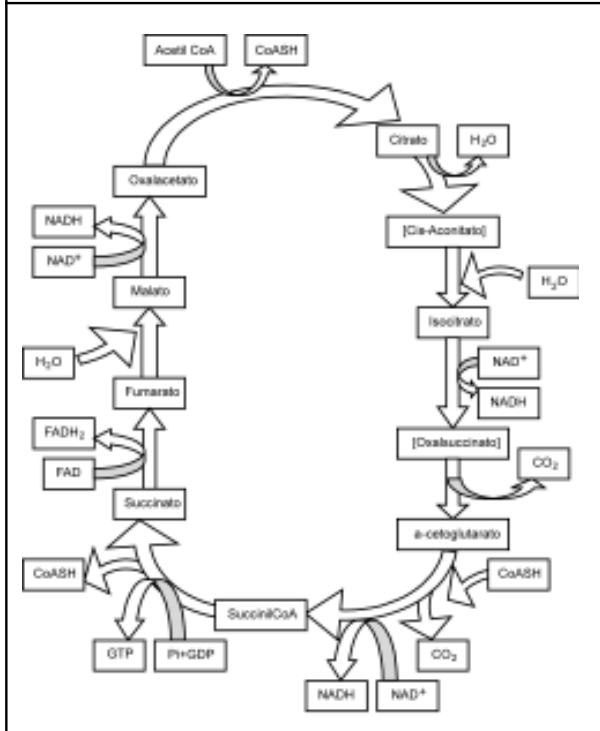 Acetil CoA
CoASH
Citrato
H₂O
Oxalacetato
NADH
NAD⁺
[Cis-Aconitato]
H₂O
Malato
Isocitrato
H₂O
NAD⁺
NADH
Fumarato
FADH₂
FAD
[Oxalsuccinato]
CO₂
Succinato
a-cetoglutarato
CoASH
CoASH
SuccinilCoA
GTP
Pi+GDP
CO₂
NADH
NAD⁺